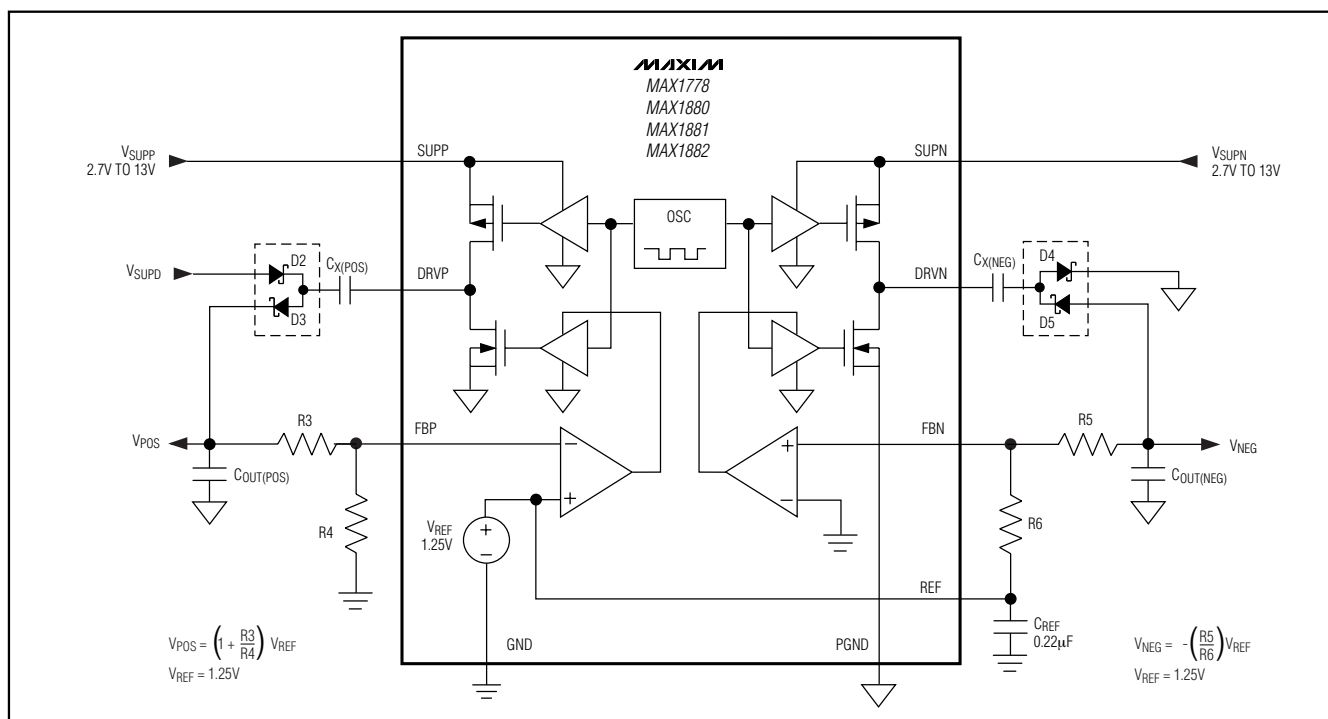 MAXIM
MAX1778
MAX1880
MAX1881
MAX1882
VSUPP
2.7V TO 13V
SUPP
SUPN
VSUPN
2.7V TO 13V
OSC
VSUPD
D2
D3
CX(POS)
DRVP
DRVN
CX(NEG)
D4
D5
VPOS
R3
FBP
FBN
R5
VNEG
COUT(POS)
R4
−
+
+
−
R6
COUT(NEG)
VREF
1.25V
+
−
REF
GND
PGND
CREF
0.22µF
VPOS = (1 + R3/R4) VREF
VREF = 1.25V
VNEG = -(R5/R6)VREF
VREF = 1.25V